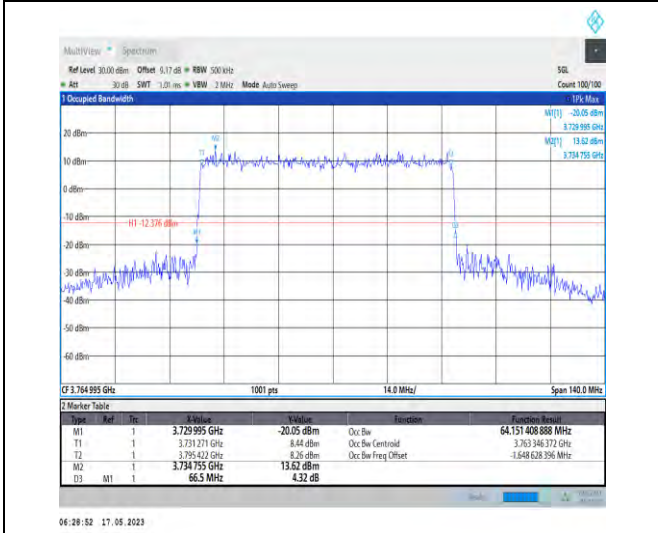 MultiView Spectrum
Ref Level 30.00 dBm Offset 9.17 dB RBW 500 kHz SGL
Att 30 dB SWT 1.01 ms VBW 2 MHz Mode Auto Sweep Count 100/100
1 Occupied Bandwidth 1Pk Max
M1[1] -20.05 dBm
3.729 995 GHz
M2[1] 13.62 dBm
3.734 755 GHz
20 dBm
M2
T1 T2
10 dBm
0 dBm
-10 dBm
H1 -12.376 dBm
M1 D3
-20 dBm
-30 dBm
-40 dBm
-50 dBm
-60 dBm
CF 3.764 995 GHz 1001 pts 14.0 MHz/ Span 140.0 MHz
2 Marker Table
Type Ref Trc X-Value Y-Value Function Function Result
M1 1 3.729 995 GHz -20.05 dBm Occ Bw 64.151 408 888 MHz
T1 1 3.731 271 GHz 8.44 dBm Occ Bw Centroid 3.763 346 372 GHz
T2 1 3.795 422 GHz 8.26 dBm Occ Bw Freq Offset -1.648 628 396 MHz
M2 1 3.734 755 GHz 13.62 dBm
D3 M1 1 66.5 MHz 4.32 dB
06:28:52 17.05.2023